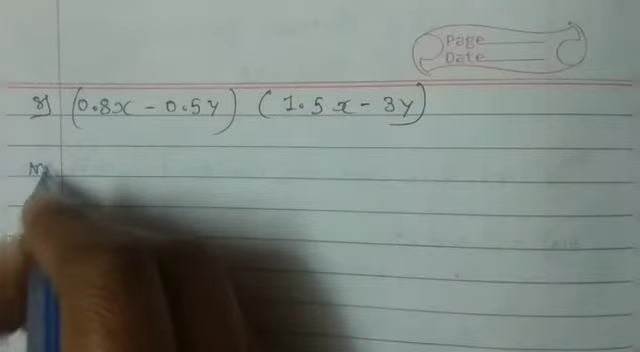 Page
Date
8) (0.8x - 0.5y) (1.5x - 3y)